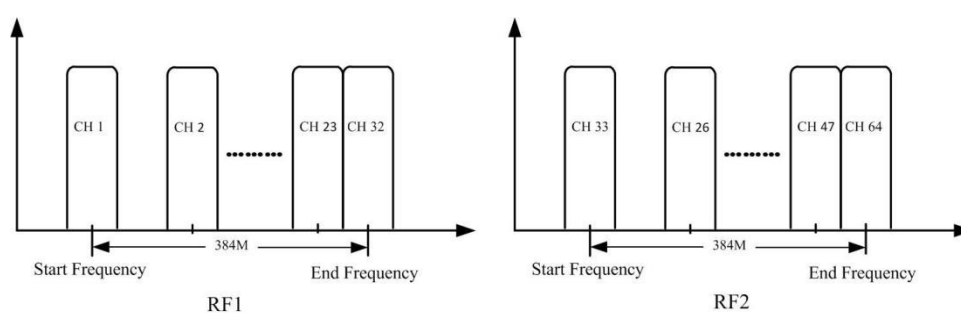 CH 1
CH 2
CH 23
CH 32
384M
Start Frequency
End Frequency
RF1
CH 33
CH 26
CH 47
CH 64
384M
Start Frequency
End Frequency
RF2